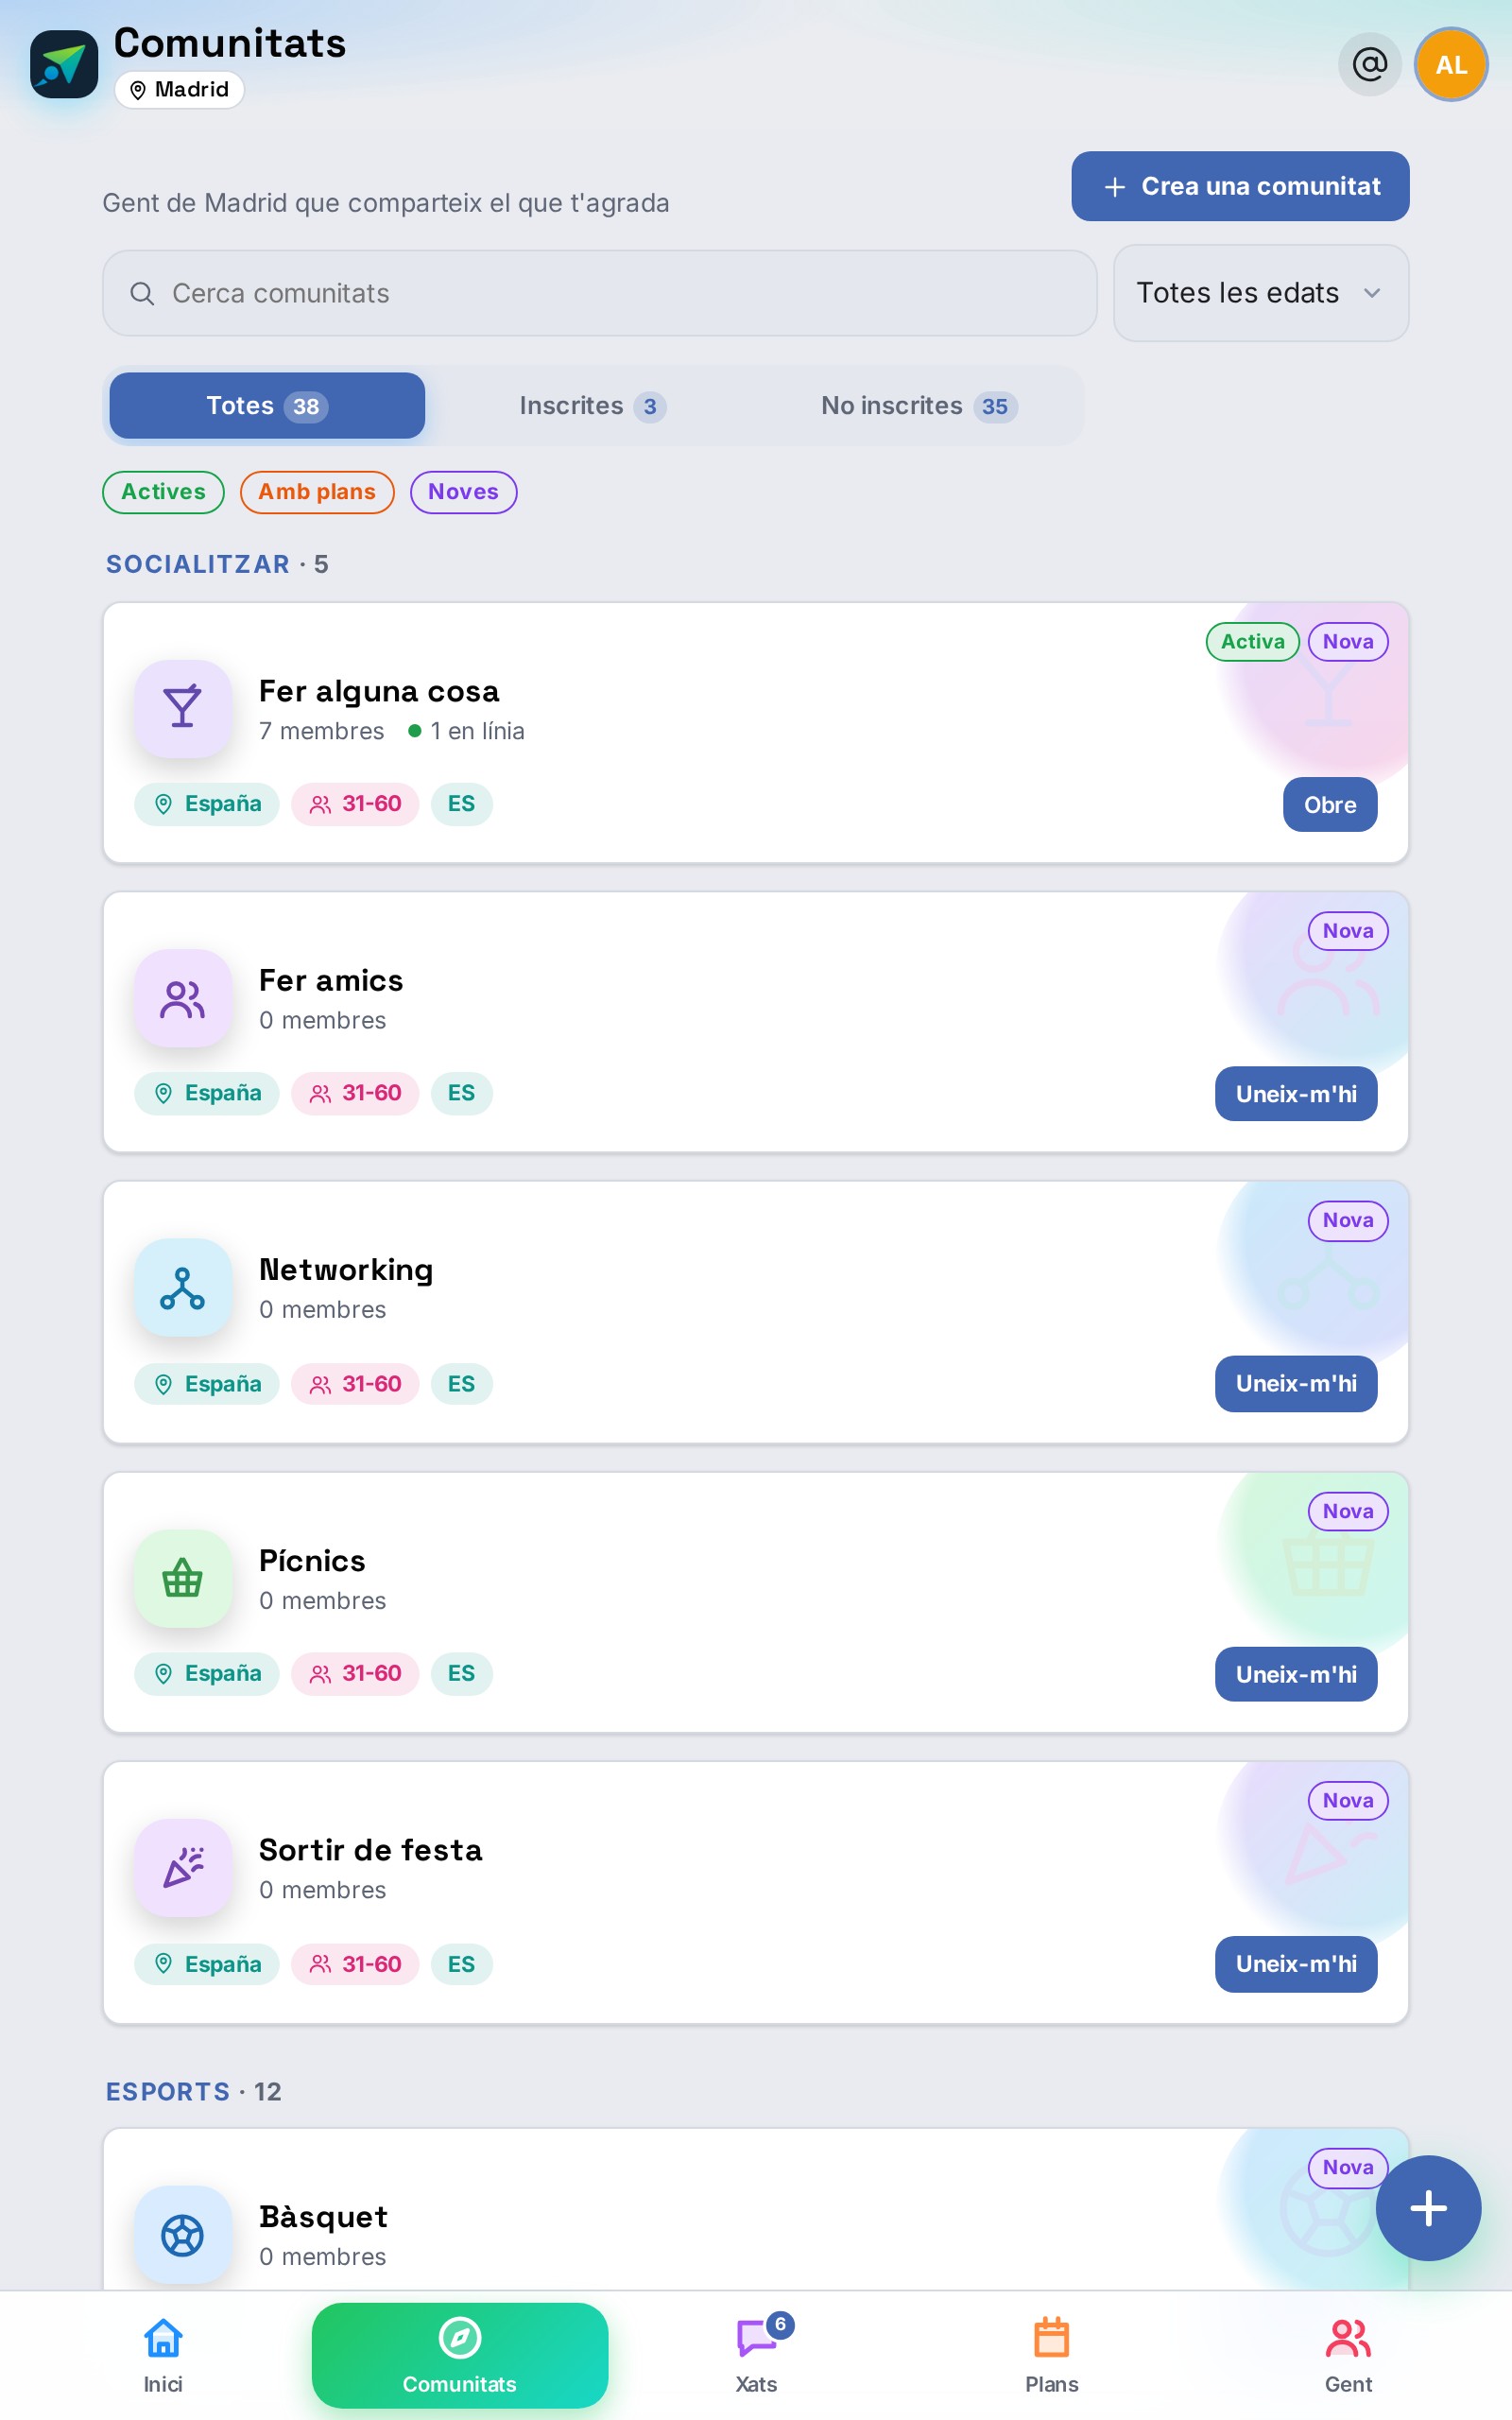 Comunitats
Madrid
@
AL
Gent de Madrid que comparteix el que t'agrada
+ Crea una comunitat
Cerca comunitats
Totes les edats
Totes 38
Inscrites 3
No inscrites 35
Actives
Amb plans
Noves
SOCIALITZAR · 5
Activa
Nova
Fer alguna cosa
7 membres
1 en línia
España
31-60
ES
Obre
Nova
Fer amics
0 membres
España
31-60
ES
Uneix-m'hi
Nova
Networking
0 membres
España
31-60
ES
Uneix-m'hi
Nova
Pícnics
0 membres
España
31-60
ES
Uneix-m'hi
Nova
Sortir de festa
0 membres
España
31-60
ES
Uneix-m'hi
ESPORTS · 12
Nova
Bàsquet
0 membres
+
Inici
Comunitats
6
Xats
Plans
Gent